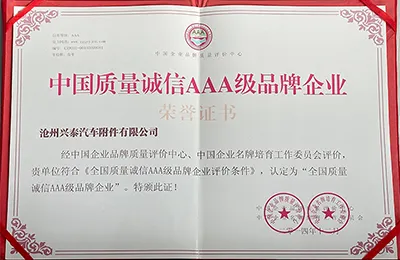 AAA
中国质量诚信AAA级品牌企业
荣誉证书
沧州兴泰汽车附件有限公司
经中国企业品牌质量评价中心、中国企业名牌培育工作委员会评价，
贵单位符合《全国质量诚信AAA级品牌企业评价条件》，认定为“全国质量
诚信AAA级品牌企业”。特颁此证！